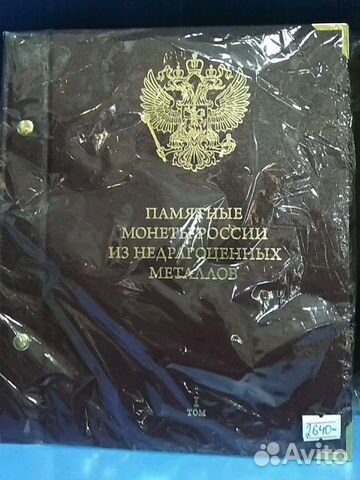 ПАМЯТНЫЕ
МОНЕТЫ РОССИИ
ИЗ НЕДРАГОЦЕННЫХ
МЕТАЛЛОВ
I
ТОМ
2640=
Avito